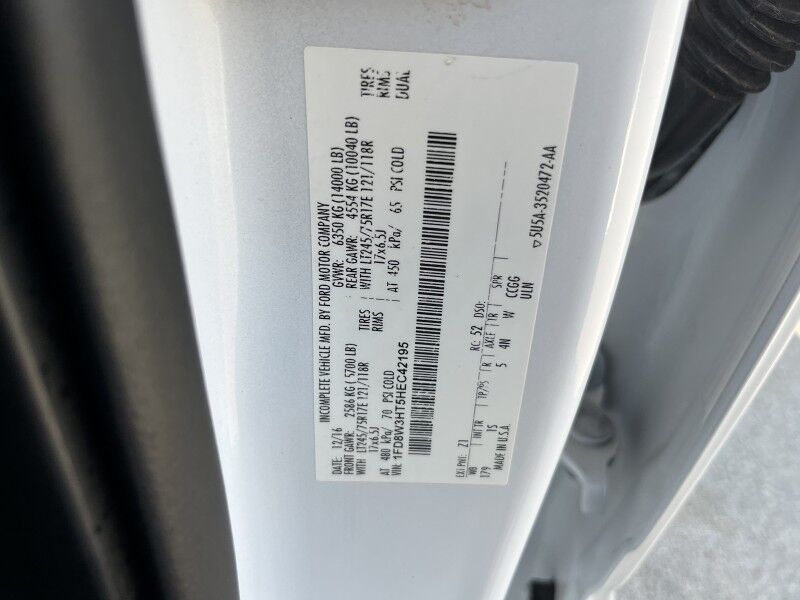 INCOMPLETE VEHICLE MFD. BY FORD MOTOR COMPANY
DATE: 12/16 GVWR: 6350 KG (14000 LB)
FRONT GAWR: 2586 KG (5700 LB) REAR GAWR: 4554 KG (10040 LB)
WITH LT245/75R17E 121/118R TIRES WITH LT245/75R17E 121/118R TIRES
17x6.5J RIMS 17x6.5J RIMS
AT 480 kPa/ 70 PSI COLD AT 450 kPa/ 65 PSI COLD DUAL
VIN: 1FD8W3HT5HEC42195
EXT PNT: Z1 RC: 52 DSO:
WB INT TR TP/PS R AXLE TR SPR
179 TS 5 4N W CCGG
MADE IN U.S.A. ULN
▽5U5A-3520472-AA